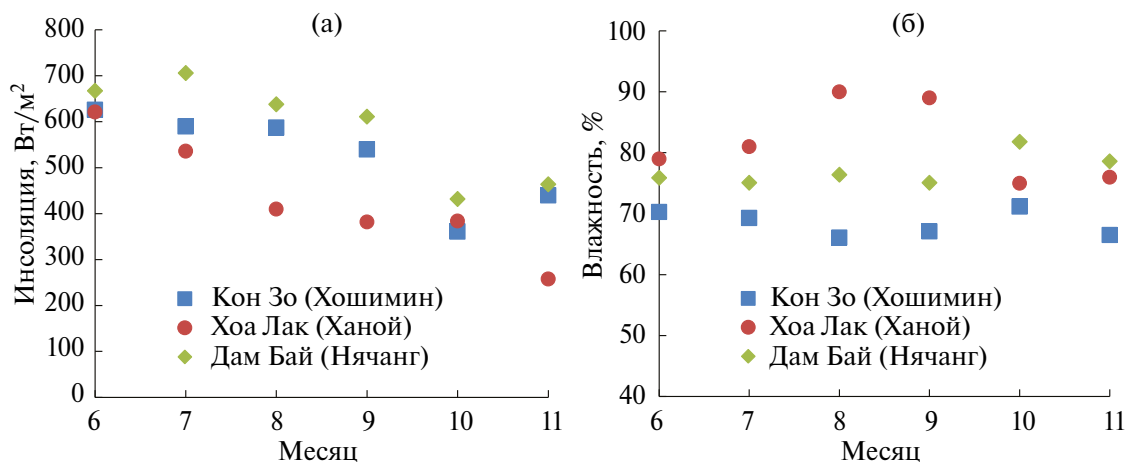 (а)
Инсоляция, Вт/м²
800
700
600
500
400
300
200
100
0
Кон Зо (Хошимин)
Хоа Лак (Ханой)
Дам Бай (Нячанг)
6 7 8 9 10 11
Месяц
(б)
Влажность, %
100
90
80
70
60
50
40
Кон Зо (Хошимин)
Хоа Лак (Ханой)
Дам Бай (Нячанг)
6 7 8 9 10 11
Месяц